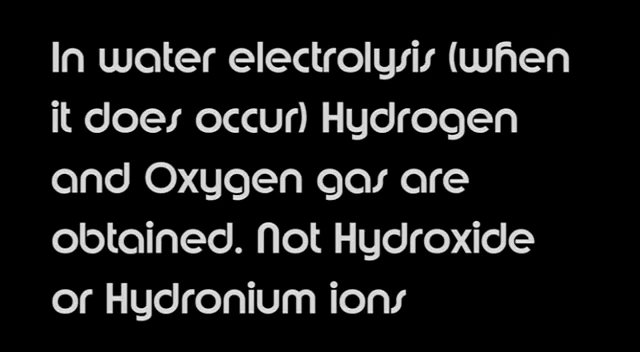 In water electrolysis (when
it does occur) Hydrogen
and Oxygen gas are
obtained. Not Hydroxide
or Hydronium ions